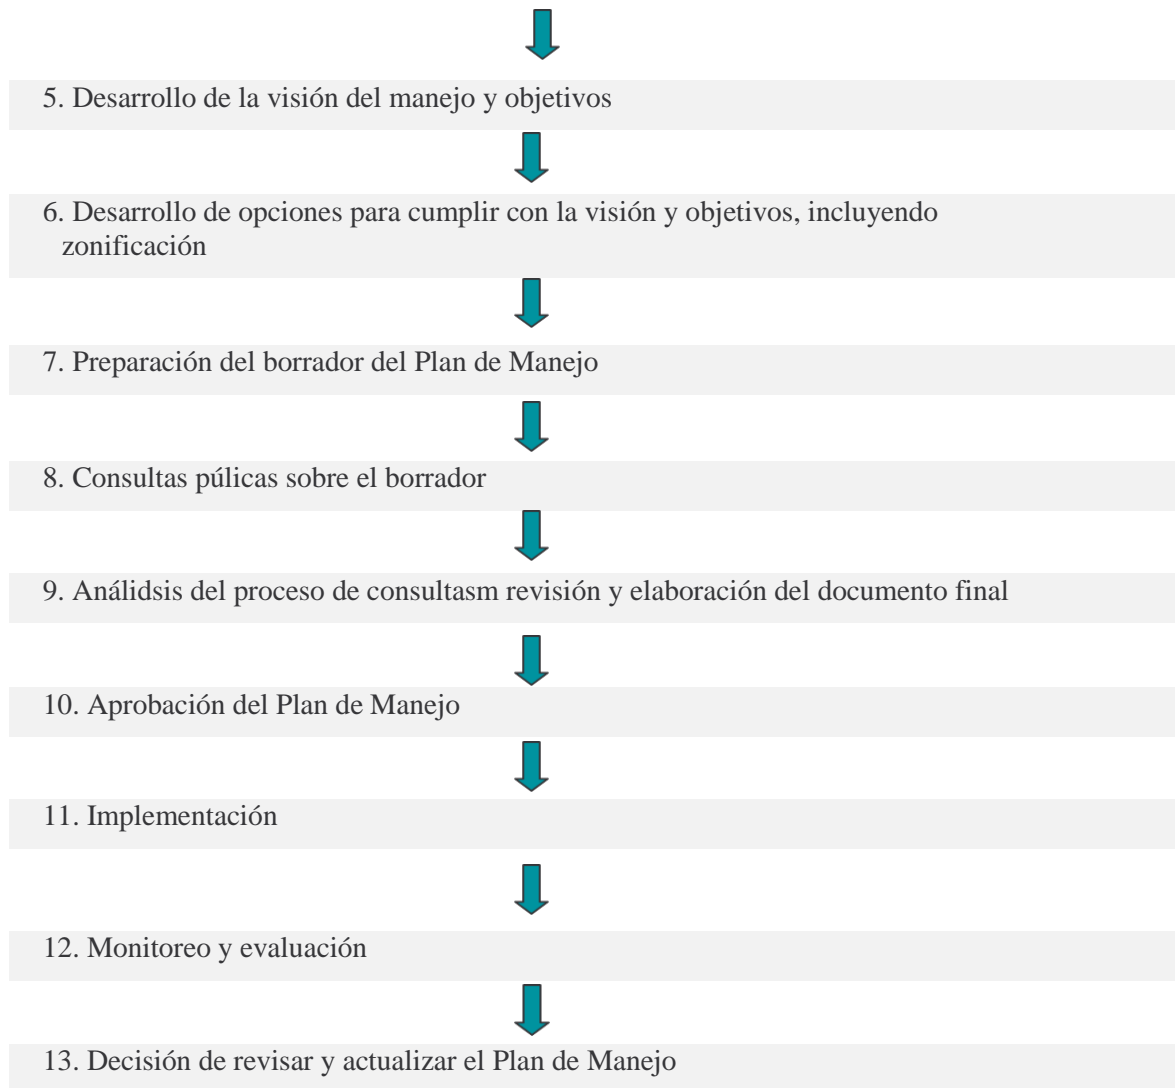 5. Desarrollo de la visión del manejo y objetivos
6. Desarrollo de opciones para cumplir con la visión y objetivos, incluyendo
zonificación
7. Preparación del borrador del Plan de Manejo
8. Consultas púlicas sobre el borrador
9. Análidsis del proceso de consultasm revisión y elaboración del documento final
10. Aprobación del Plan de Manejo
11. Implementación
12. Monitoreo y evaluación
13. Decisión de revisar y actualizar el Plan de Manejo